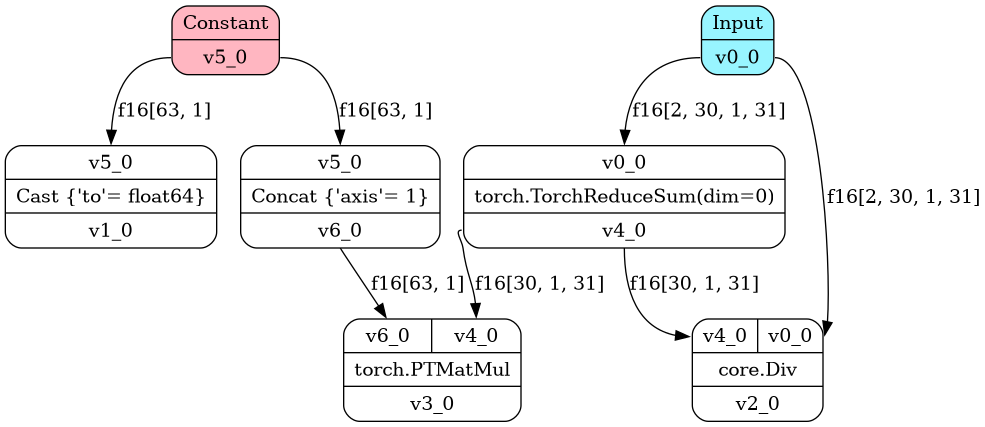 Constant
v5_0
Input
v0_0
f16[63, 1]
f16[63, 1]
f16[2, 30, 1, 31]
f16[2, 30, 1, 31]
v5_0
Cast {'to'= float64}
v1_0
v5_0
Concat {'axis'= 1}
v6_0
v0_0
torch.TorchReduceSum(dim=0)
v4_0
f16[63, 1]
f16[30, 1, 31]
f16[30, 1, 31]
v6_0
v4_0
torch.PTMatMul
v3_0
v4_0
v0_0
core.Div
v2_0